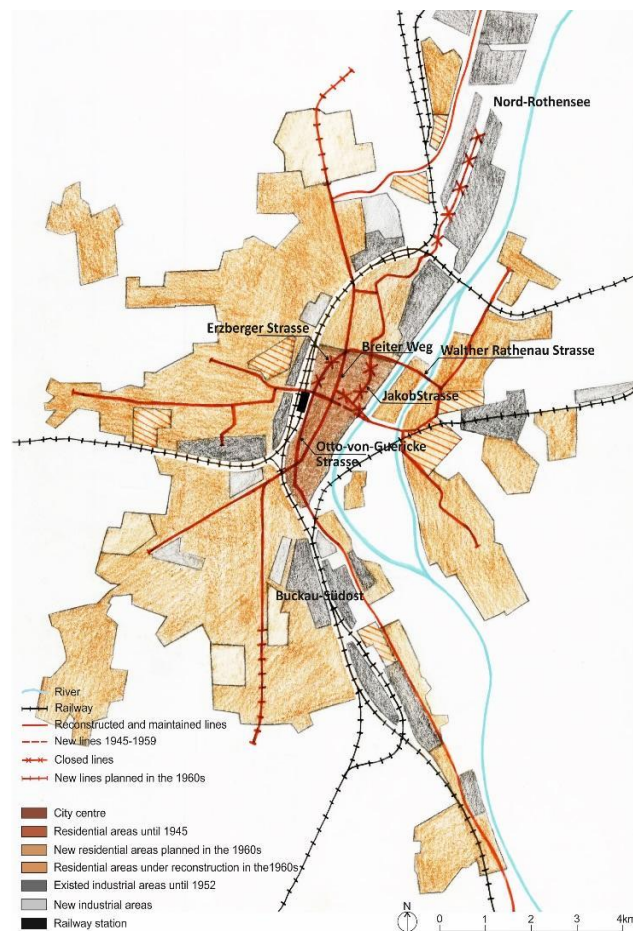 Nord-Rothensee
Erzberger Strasse
Breiter Weg
Walther Rathenau Strasse
JakobStrasse
Otto-von-Guericke
Strasse
Buckau-Südost
River
Railway
Reconstructed and maintained lines
New lines 1945-1959
Closed lines
New lines planned in the 1960s
City centre
Residential areas until 1945
New residential areas planned in the 1960s
Residential areas under reconstruction in the1960s
Existed industrial areas until 1952
New industrial areas
Railway station
N
0 1 2 3 4km